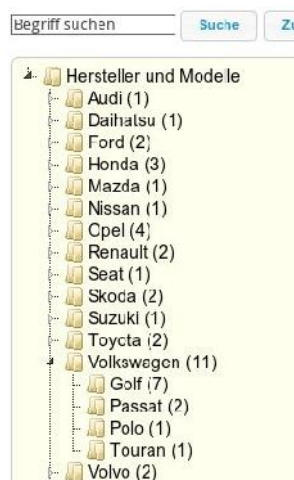 Begriff suchen Suche Zu
Hersteller und Modelle
Audi (1)
Daihatsu (1)
Ford (2)
Honda (3)
Mazda (1)
Nissan (1)
Opel (4)
Renault (2)
Seat (1)
Skoda (2)
Suzuki (1)
Toyota (2)
Volkswagen (11)
Golf (7)
Passat (2)
Polo (1)
Touran (1)
Volvo (2)